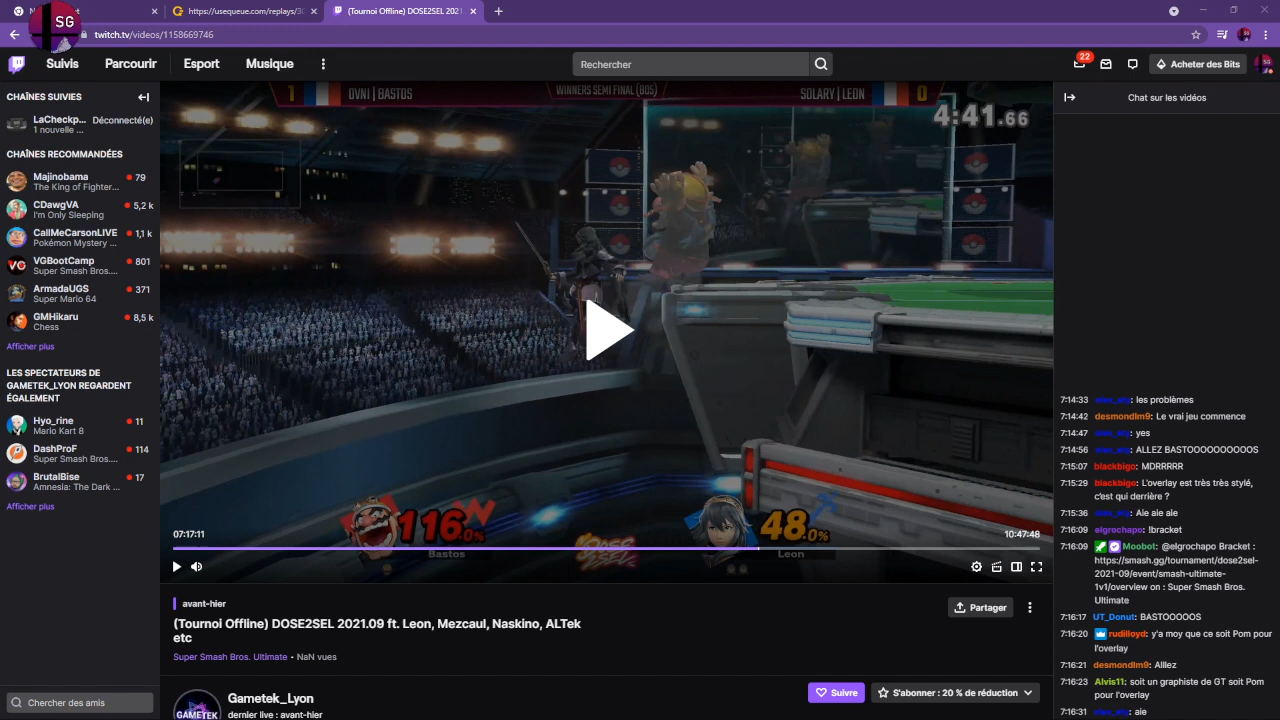 SG
https://usequeue.com/replays/30
(Tournoi Offline) DOSE2SEL 2021.
twitch.tv/videos/1158669746
Suivis
Parcourir
Esport
Musique
Rechercher
22
Acheter des Bits
CHAÎNES SUIVIES
LaCheckp...
Déconnecté(e)
1 nouvelle ...
CHAÎNES RECOMMANDÉES
Majinobama
79
The King of Fighter...
CDawgVA
5,2 k
I'm Only Sleeping
CallMeCarsonLIVE
1,1 k
Pokémon Mystery ...
VGBootCamp
801
Super Smash Bros....
ArmadaUGS
371
Super Mario 64
GMHikaru
8,5 k
Chess
Afficher plus
LES SPECTATEURS DE
GAMETEK_LYON REGARDENT
ÉGALEMENT
Hyo_rine
11
Mario Kart 8
DashProF
114
Super Smash Bros....
BrutalBise
17
Amnesia: The Dark ...
Afficher plus
Chercher des amis
1
OVNI | BASTOS
WINNERS SEMI FINAL (BO5)
SOLARY | LEON
0
4:41.66
116.0%
Bastos
DOSE2SEL
48.0%
Leon
07:17:11
10:47:48
avant-hier
Partager
(Tournoi Offline) DOSE2SEL 2021.09 ft. Leon, Mezcaul, Naskino, ALTek
etc
Super Smash Bros. Ultimate • NaN vues
GAMETEK
Gametek_Lyon
dernier live : avant-hier
Suivre
S'abonner : 20 % de réduction
Chat sur les vidéos
7:14:33 : les problèmes
7:14:42 desmondlm9: Le vrai jeu commence
7:14:47 : yes
7:14:56 : ALLEZ BASTOOOOOOOOOOS
7:15:07 blackbigo: MDRRRRR
7:15:29 blackbigo: L'overlay est très très stylé,
c'est qui derrière ?
7:15:36 : Aie aie aie
7:16:09 elgrochapo: !bracket
7:16:09 Moobot: @elgrochapo Bracket :
https://smash.gg/tournament/dose2sel-
2021-09/event/smash-ultimate-
1v1/overview on : Super Smash Bros.
Ultimate
7:16:17 UT_Donut: BASTOOOOOS
7:16:20 rudilloyd: y'a moy que ce soit Pom pour
l'overlay
7:16:21 desmondlm9: Alllez
7:16:23 Alvis11: soit un graphiste de GT soit Pom
pour l'overlay
7:16:31 : aie